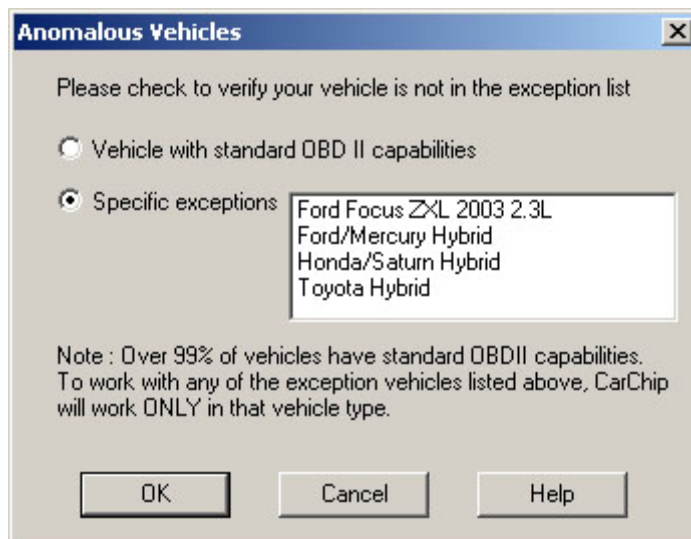 Anomalous Vehicles
Please check to verify your vehicle is not in the exception list
Vehicle with standard OBD II capabilities
Specific exceptions
Ford Focus ZXL 2003 2.3L
Ford/Mercury Hybrid
Honda/Saturn Hybrid
Toyota Hybrid
Note : Over 99% of vehicles have standard OBDII capabilities.
To work with any of the exception vehicles listed above, CarChip
will work ONLY in that vehicle type.
OK
Cancel
Help